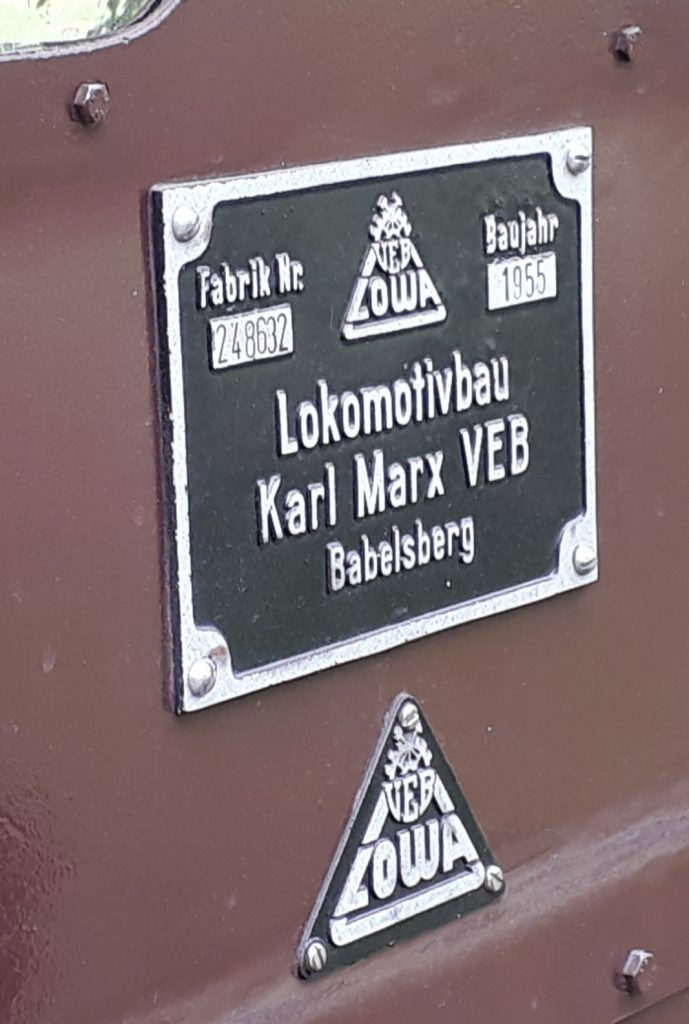 Fabrik Nr.
248632
VEB
LOWA
Baujahr
1955
Lokomotivbau
Karl Marx VEB
Babelsberg
VEB
LOWA